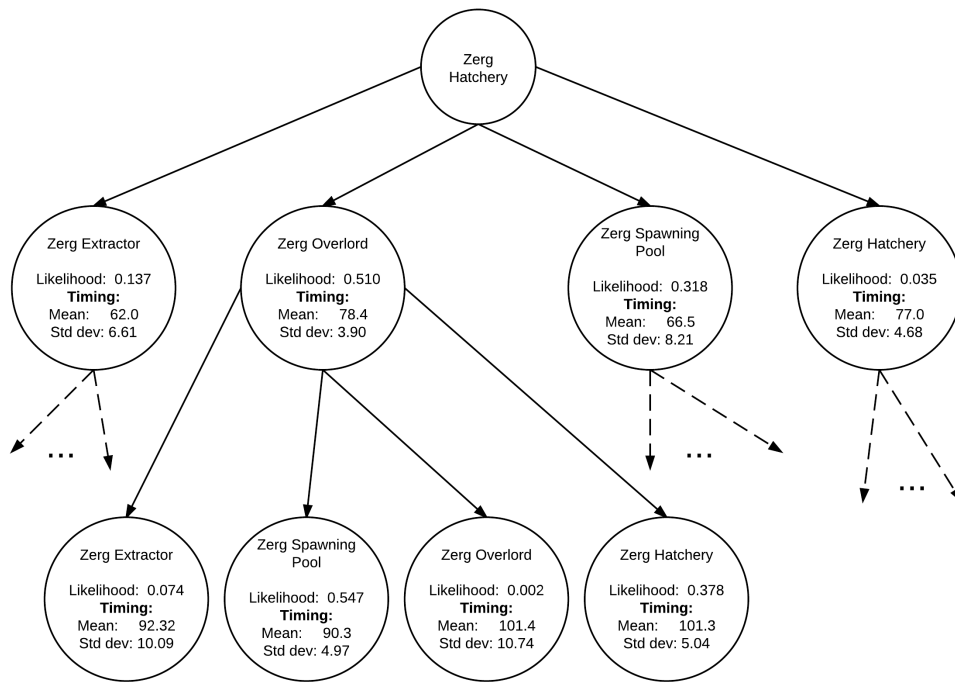 Zerg
Hatchery
Zerg Extractor
Likelihood: 0.137
Timing:
Mean: 62.0
Std dev: 6.61
Zerg Overlord
Likelihood: 0.510
Timing:
Mean: 78.4
Std dev: 3.90
Zerg Spawning
Pool
Likelihood: 0.318
Timing:
Mean: 66.5
Std dev: 8.21
Zerg Hatchery
Likelihood: 0.035
Timing:
Mean: 77.0
Std dev: 4.68
...
...
...
Zerg Extractor
Likelihood: 0.074
Timing:
Mean: 92.32
Std dev: 10.09
Zerg Spawning
Pool
Likelihood: 0.547
Timing:
Mean: 90.3
Std dev: 4.97
Zerg Overlord
Likelihood: 0.002
Timing:
Mean: 101.4
Std dev: 10.74
Zerg Hatchery
Likelihood: 0.378
Timing:
Mean: 101.3
Std dev: 5.04